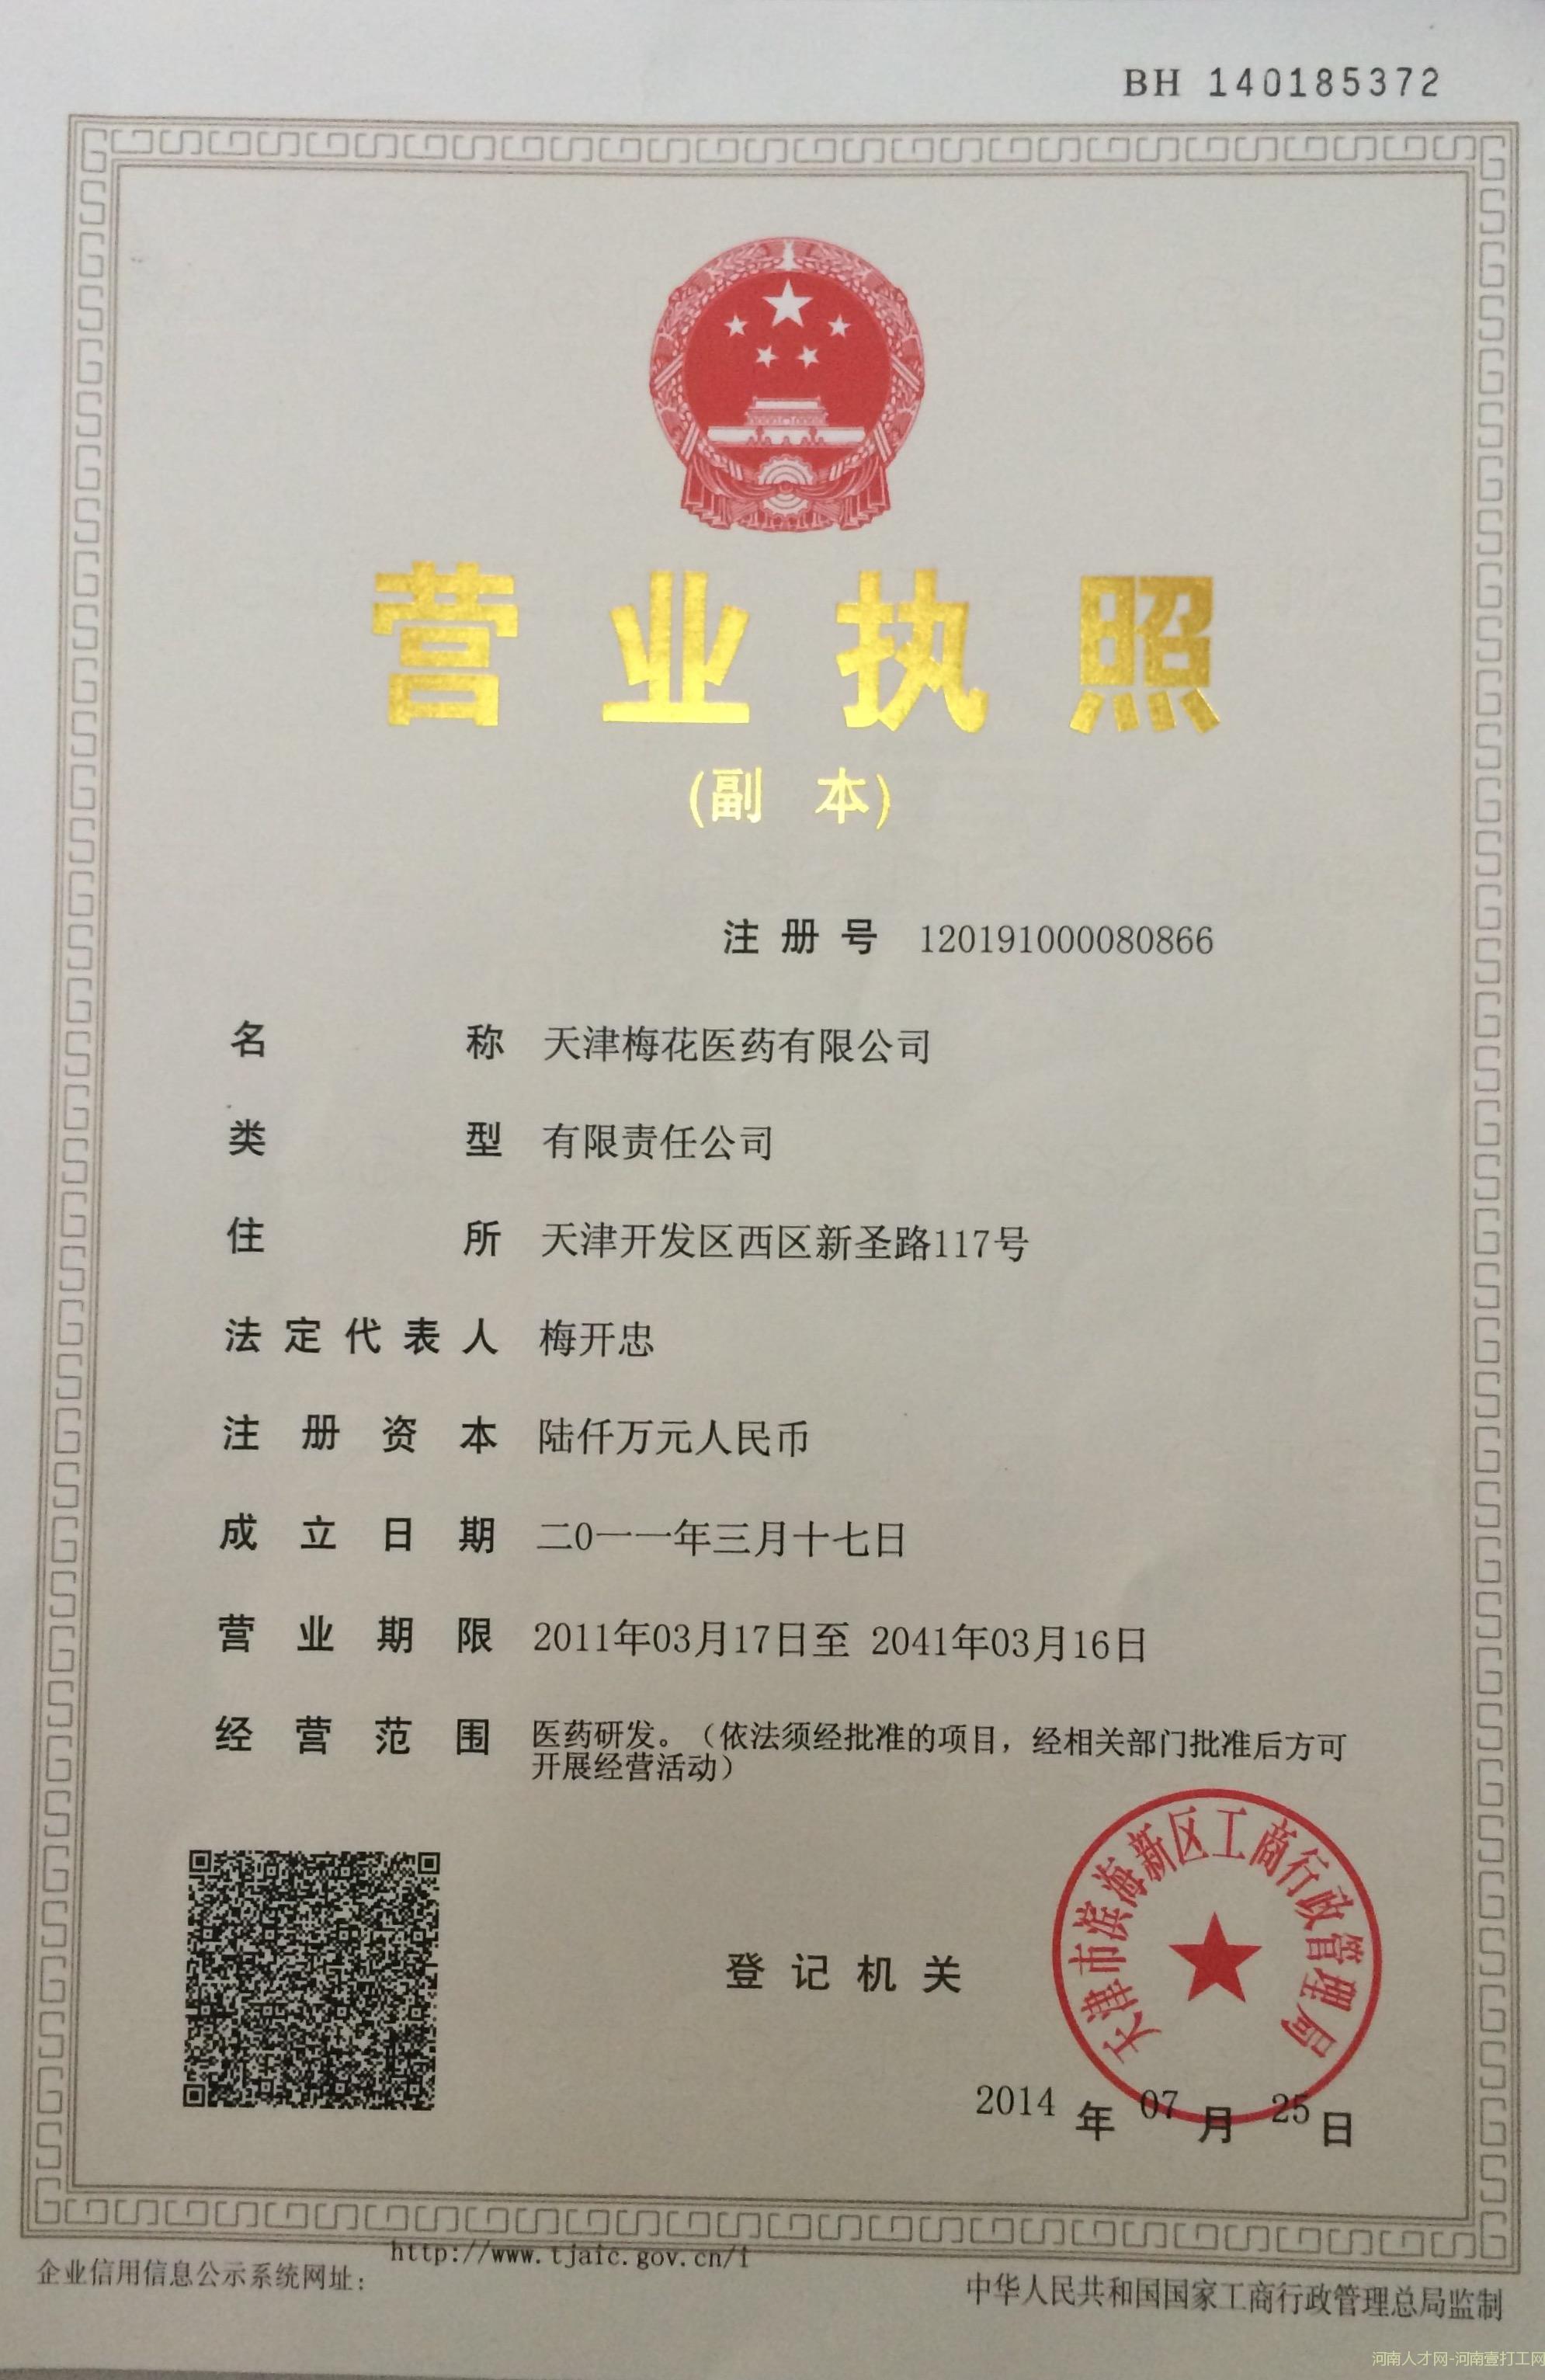 BH 140185372
营业执照
(副 本)
注册号 120191000080866
名称 天津梅花医药有限公司
类型 有限责任公司
住所 天津开发区西区新圣路117号
法定代表人 梅开忠
注册资本 陆仟万元人民币
成立日期 二0一一年三月十七日
营业期限 2011年03月17日至 2041年03月16日
经营范围 医药研发。（依法须经批准的项目，经相关部门批准后方可
开展经营活动）
天津市滨海新区工商行政管理局
登记机关
2014 年 07 月 25 日
企业信用信息公示系统网址：
http://www.tjaic.gov.cn/
中华人民共和国国家工商行政管理总局监制
河南人才网-河南壹打工网